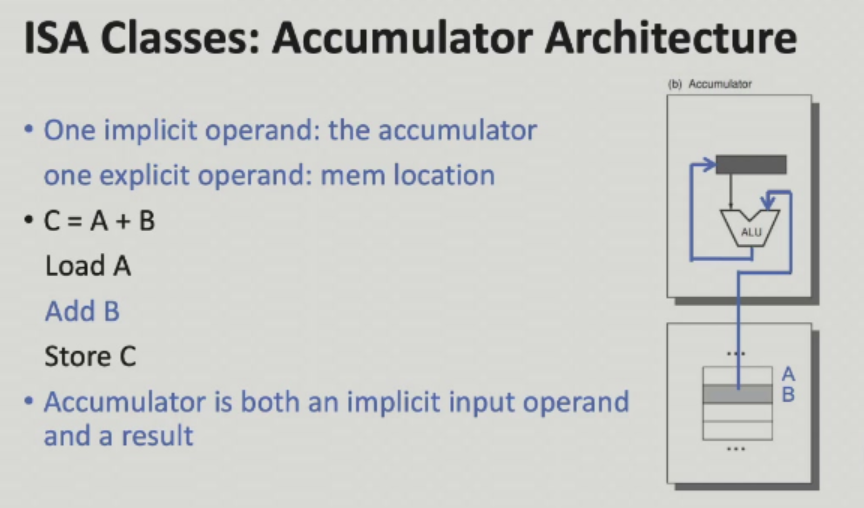 ISA Classes: Accumulator Architecture
(b) Accumulator
• One implicit operand: the accumulator
one explicit operand: mem location
• C = A + B
Load A
Add B
Store C
• Accumulator is both an implicit input operand
and a result
ALU
...
A
B
...